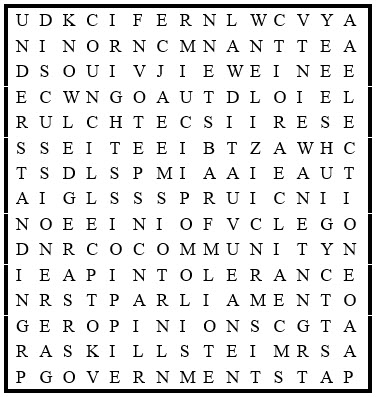 U D K C I F E R N L W C V Y A
N I N O R N C M N A N T T E A
D S O U I V J I E W E I N E E
E C W N G O A U T D L O I E L
R U L C H T E C S I I R E S E
S S E I T E E I B T Z A W H C
T S D L S P M I A A I E A U T
A I G L S S S P R U I C N I I
N O E E I N I O F V C L E G O
D N R C O C O M M U N I T Y N
I E A P I N T O L E R A N C E
N R S T P A R L I A M E N T O
G E R O P I N I O N S C G T A
R A S K I L L S T E I M R S A
P G O V E R N M E N T S T A P